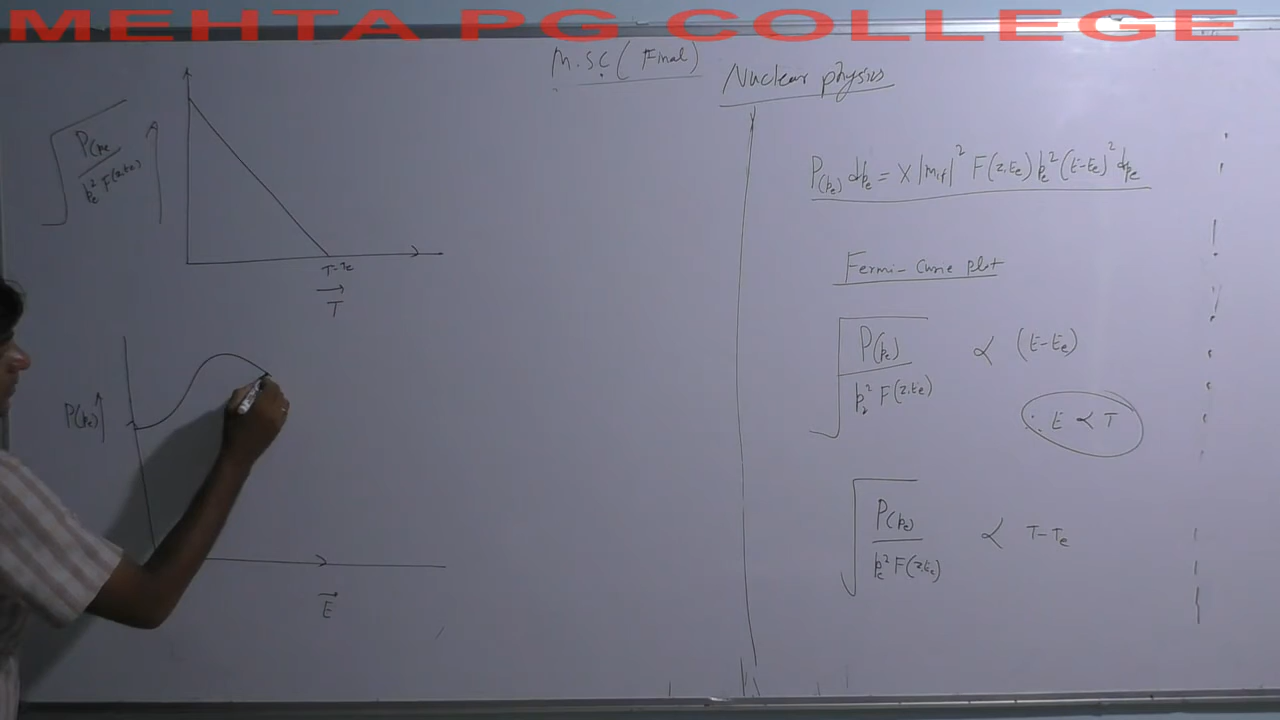 MEHTA PG COLLEGE
M.SC ( Final )
Nuclear physics
√(P(pe / pe² F(z,te))
T=Te
T
P(pe)
E
P(pe) dpe = X |Mif|² F(z,Ee) pe² (E-Ee)² dpe
Fermi-Curie plot
√(P(pe) / pe² F(z,Ee)) ∝ (E-Ee)
∴ E ∝ T
√(P(pe) / pe² F(z,Ee)) ∝ T-Te